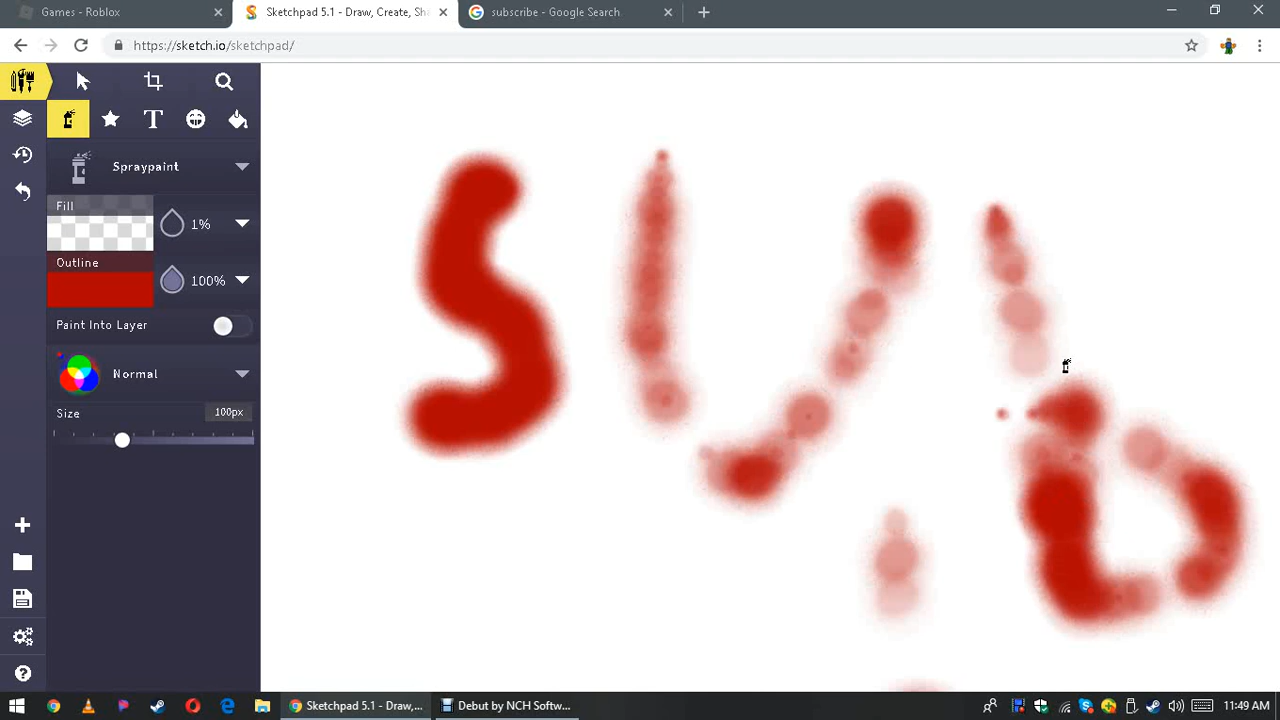 Games - Roblox
Sketchpad 5.1 - Draw, Create, Sh
subscribe - Google Search
https://sketch.io/sketchpad/
Spraypaint
Fill
1%
Outline
100%
Paint Into Layer
Normal
Size
100px
Sub
Sketchpad 5.1 - Draw,...
Debut by NCH Softw...
11:49 AM